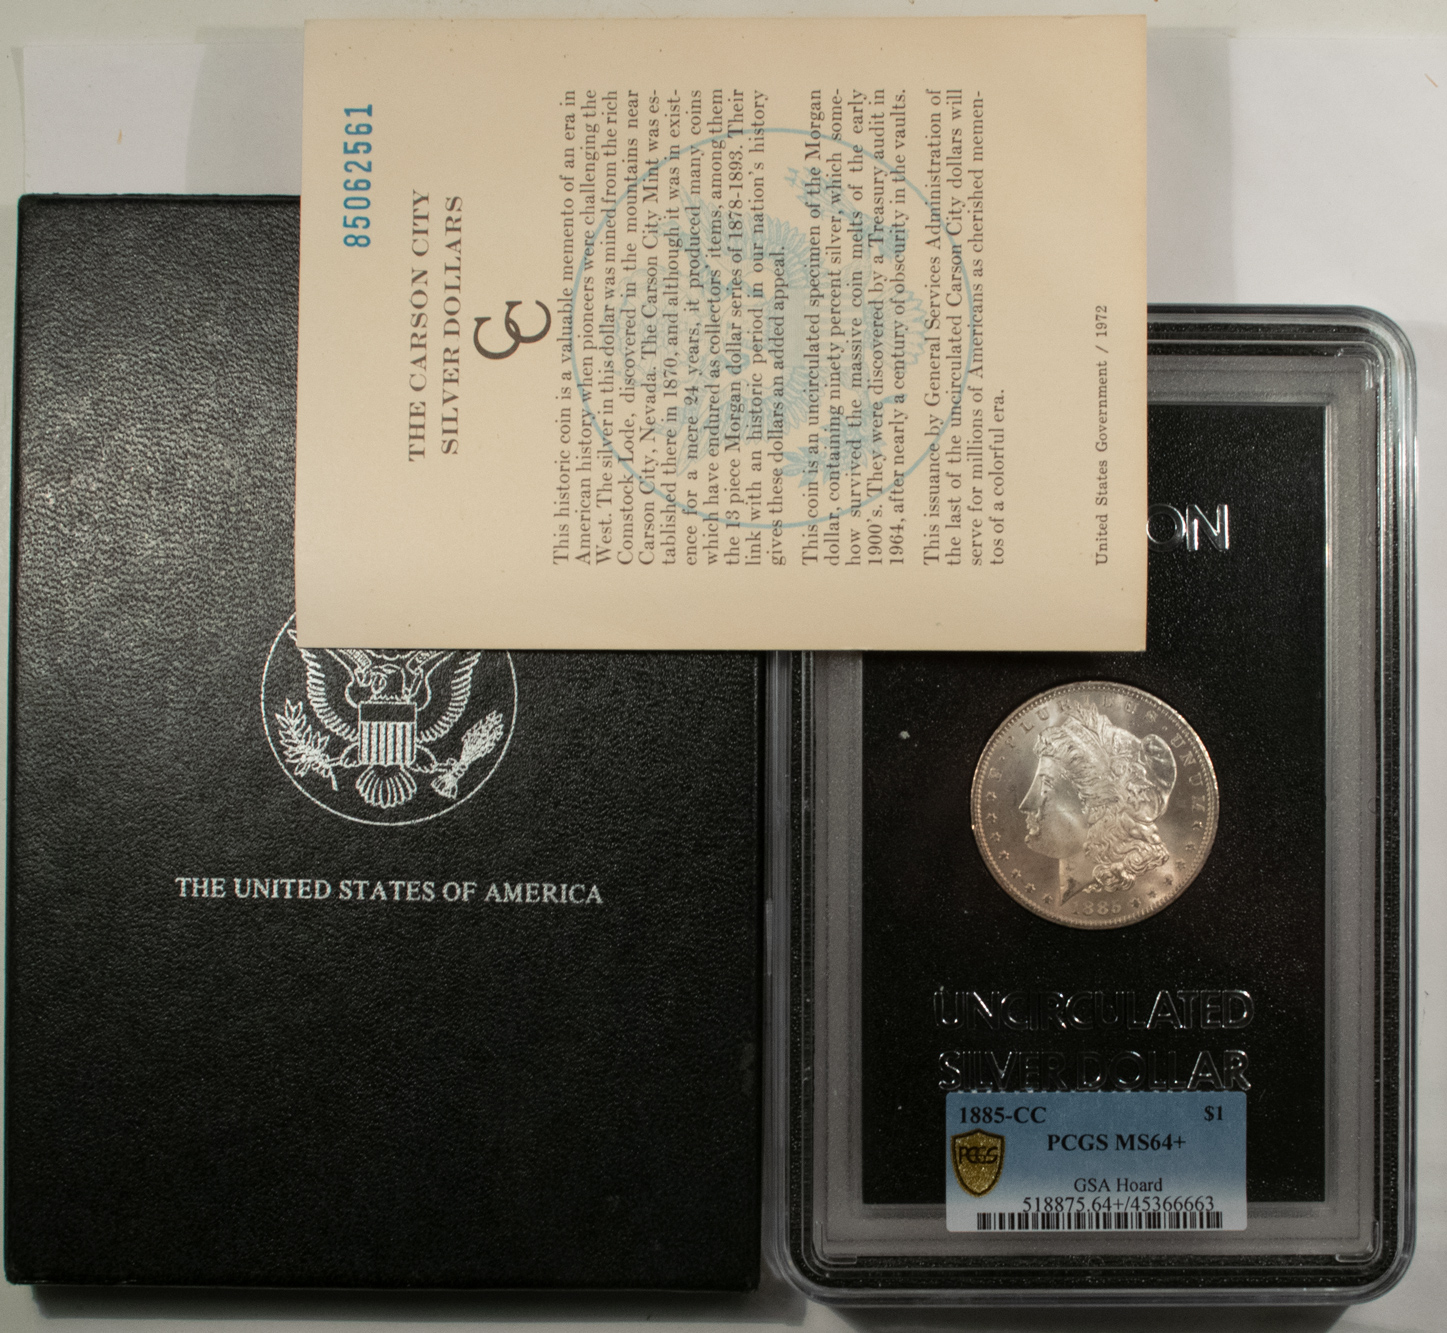 85062561
THE CARSON CITY
SILVER DOLLARS
CC
This historic coin is a valuable memento of an era in
American history when pioneers were challenging the
West. The silver in this dollar was mined from the rich
Comstock Lode, discovered in the mountains near
Carson City, Nevada. The Carson City Mint was es-
tablished there in 1870, and although it was in exist-
ence for a mere 24 years, it produced many coins
which have endured as collectors' items, among them
the 13 piece Morgan dollar series of 1878-1893. Their
link with an historic period in our nation's history
gives these dollars an added appeal.
This coin is an uncirculated specimen of the Morgan
dollar, containing ninety percent silver, which some-
how survived the massive coin melts of the early
1900's. They were discovered by a Treasury audit in
1964, after nearly a century of obscurity in the vaults.
This issuance by General Services Administration of
the last of the uncirculated Carson City dollars will
serve for millions of Americans as cherished memen-
tos of a colorful era.
United States Government / 1972
THE UNITED STATES OF AMERICA
ON
E PLURIBUS UNUM
1885
UNCIRCULATED
SILVER DOLLAR
1885-CC $1
PCGS MS64+
PCGS
GSA Hoard
518875.64+/45366663